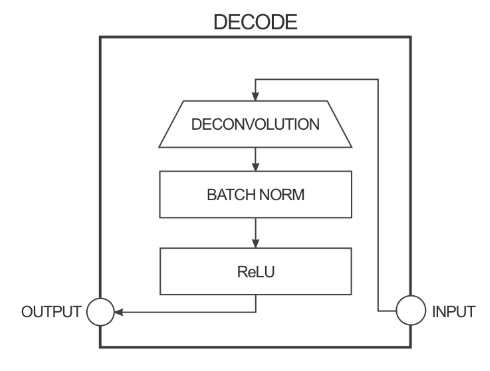 DECODE
DECONVOLUTION
BATCH NORM
ReLU
OUTPUT
INPUT